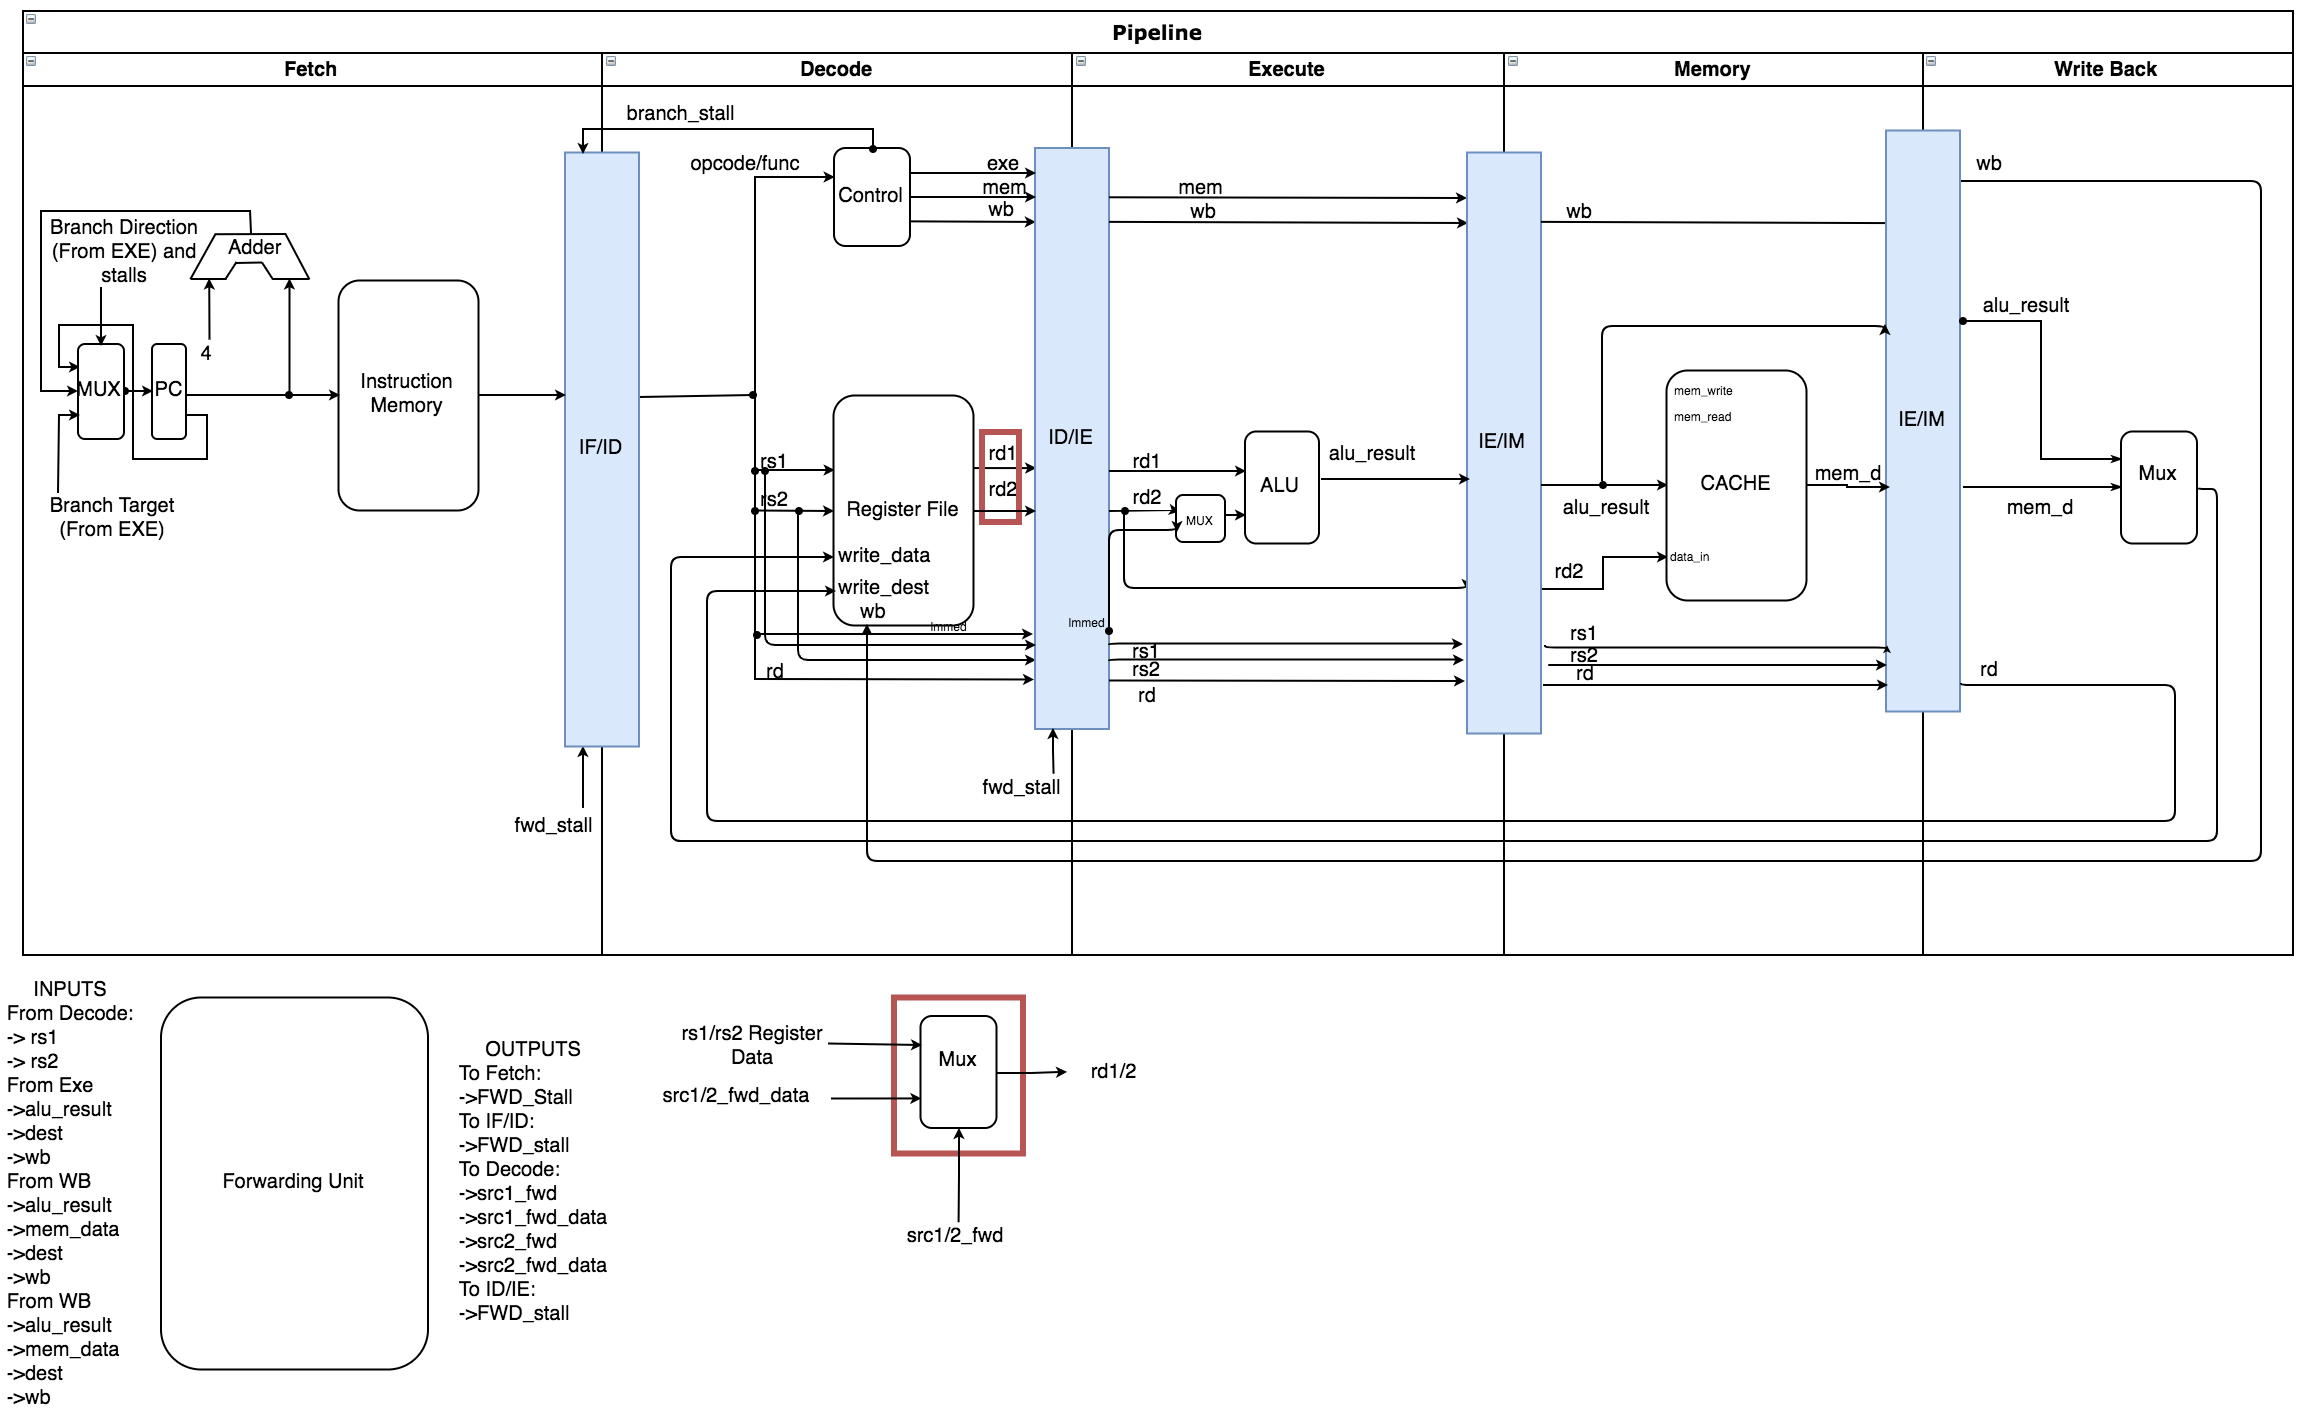 Pipeline
Fetch
Decode
Execute
Memory
Write Back
branch_stall
opcode/func
Control
exe
mem
wb
mem
wb
wb
wb
Branch Direction
(From EXE) and
stalls
Adder
4
MUX
PC
Branch Target
(From EXE)
Instruction
Memory
IF/ID
fwd_stall
rs1
rs2
Register File
write_data
write_dest
wb
Immed
rd
rd1
rd2
ID/IE
Immed
fwd_stall
rd1
rd2
MUX
ALU
alu_result
rs1
rs2
rd
IE/IM
alu_result
rd2
mem_write
mem_read
CACHE
data_in
mem_d
rs1
rs2
rd
IE/IM
alu_result
mem_d
Mux
rd
INPUTS
From Decode:
-> rs1
-> rs2
From Exe
->alu_result
->dest
->wb
From WB
->alu_result
->mem_data
->dest
->wb
From WB
->alu_result
->mem_data
->dest
->wb
Forwarding Unit
OUTPUTS
To Fetch:
->FWD_Stall
To IF/ID:
->FWD_stall
To Decode:
->src1_fwd
->src1_fwd_data
->src2_fwd
->src2_fwd_data
To ID/IE:
->FWD_stall
rs1/rs2 Register
Data
src1/2_fwd_data
Mux
rd1/2
src1/2_fwd